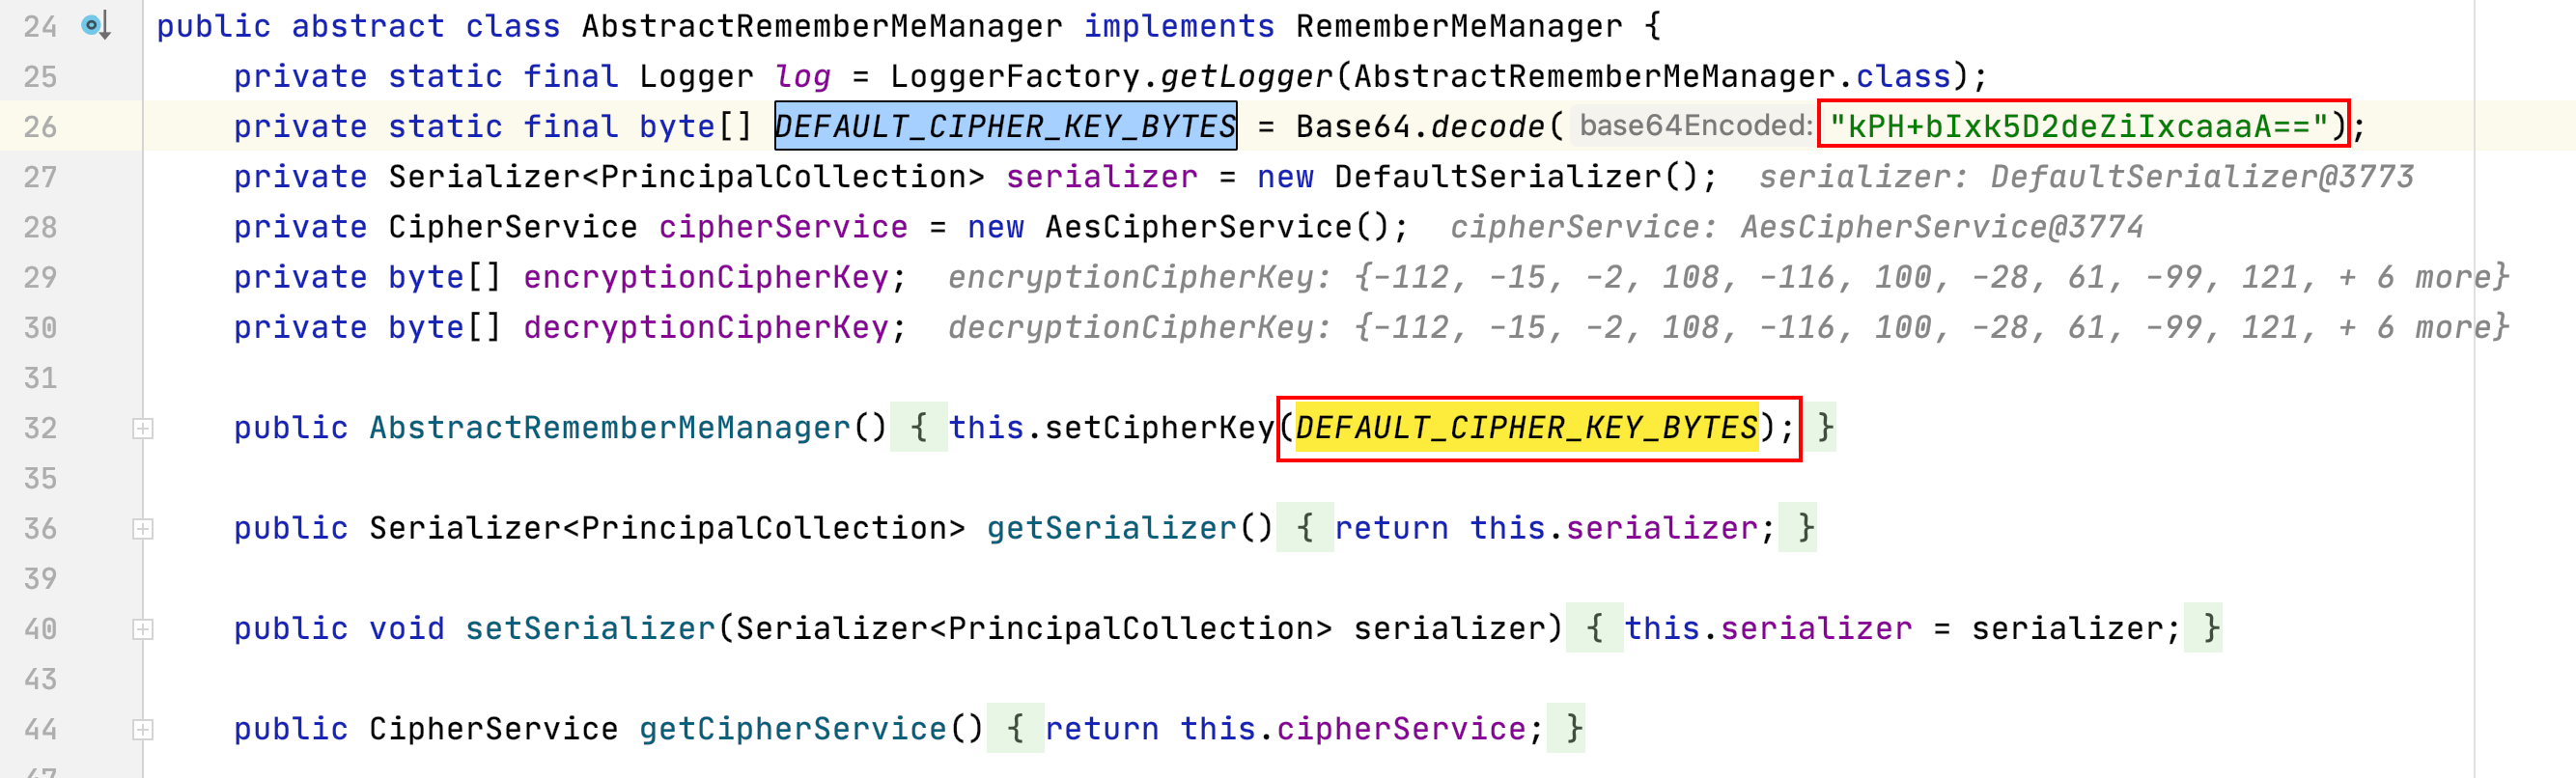 24 public abstract class AbstractRememberMeManager implements RememberMeManager {
25 private static final Logger log = LoggerFactory.getLogger(AbstractRememberMeManager.class);
26 private static final byte[] DEFAULT_CIPHER_KEY_BYTES = Base64.decode( base64Encoded: "kPH+bIxk5D2deZiIxcaaaA==");
27 private Serializer<PrincipalCollection> serializer = new DefaultSerializer(); serializer: DefaultSerializer@3773
28 private CipherService cipherService = new AesCipherService(); cipherService: AesCipherService@3774
29 private byte[] encryptionCipherKey; encryptionCipherKey: {-112, -15, -2, 108, -116, 100, -28, 61, -99, 121, + 6 more}
30 private byte[] decryptionCipherKey; decryptionCipherKey: {-112, -15, -2, 108, -116, 100, -28, 61, -99, 121, + 6 more}
31
32 public AbstractRememberMeManager() { this.setCipherKey(DEFAULT_CIPHER_KEY_BYTES); }
35
36 public Serializer<PrincipalCollection> getSerializer() { return this.serializer; }
39
40 public void setSerializer(Serializer<PrincipalCollection> serializer) { this.serializer = serializer; }
43
44 public CipherService getCipherService() { return this.cipherService; }
47